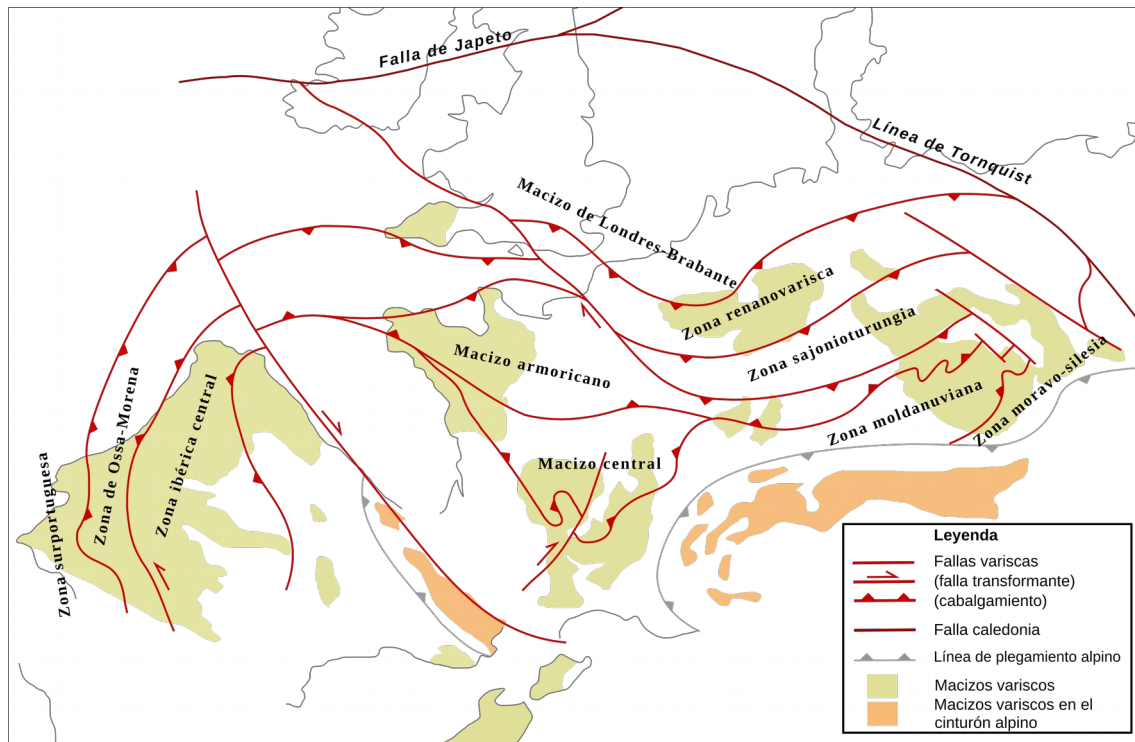 Falla de Japeto
Línea de Tornquist
Macizo de Londres-Brabante
Zona renanovarisca
Zona sajonioturungia
Macizo armoricano
Zona moldanuviana
Zona moravo-silesia
Macizo central
Zona ibérica central
Zona de Ossa-Morena
Zona surportuguesa
Leyenda
Fallas variscas
(falla transformante)
(cabalgamiento)
Falla caledonia
Línea de plegamiento alpino
Macizos variscos
Macizos variscos en el
cinturón alpino